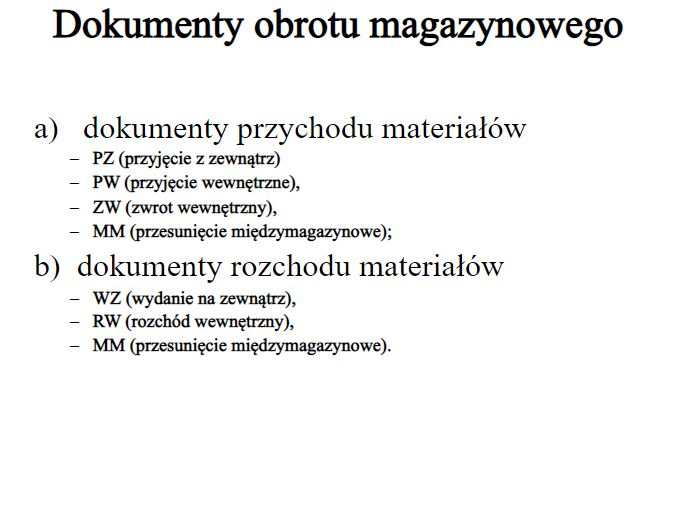 Dokumenty obrotu magazynowego
a) dokumenty przychodu materiałów
– PZ (przyjęcie z zewnątrz)
– PW (przyjęcie wewnętrzne),
– ZW (zwrot wewnętrzny),
– MM (przesunięcie międzymagazynowe);
b) dokumenty rozchodu materiałów
– WZ (wydanie na zewnątrz),
– RW (rozchód wewnętrzny),
– MM (przesunięcie międzymagazynowe).